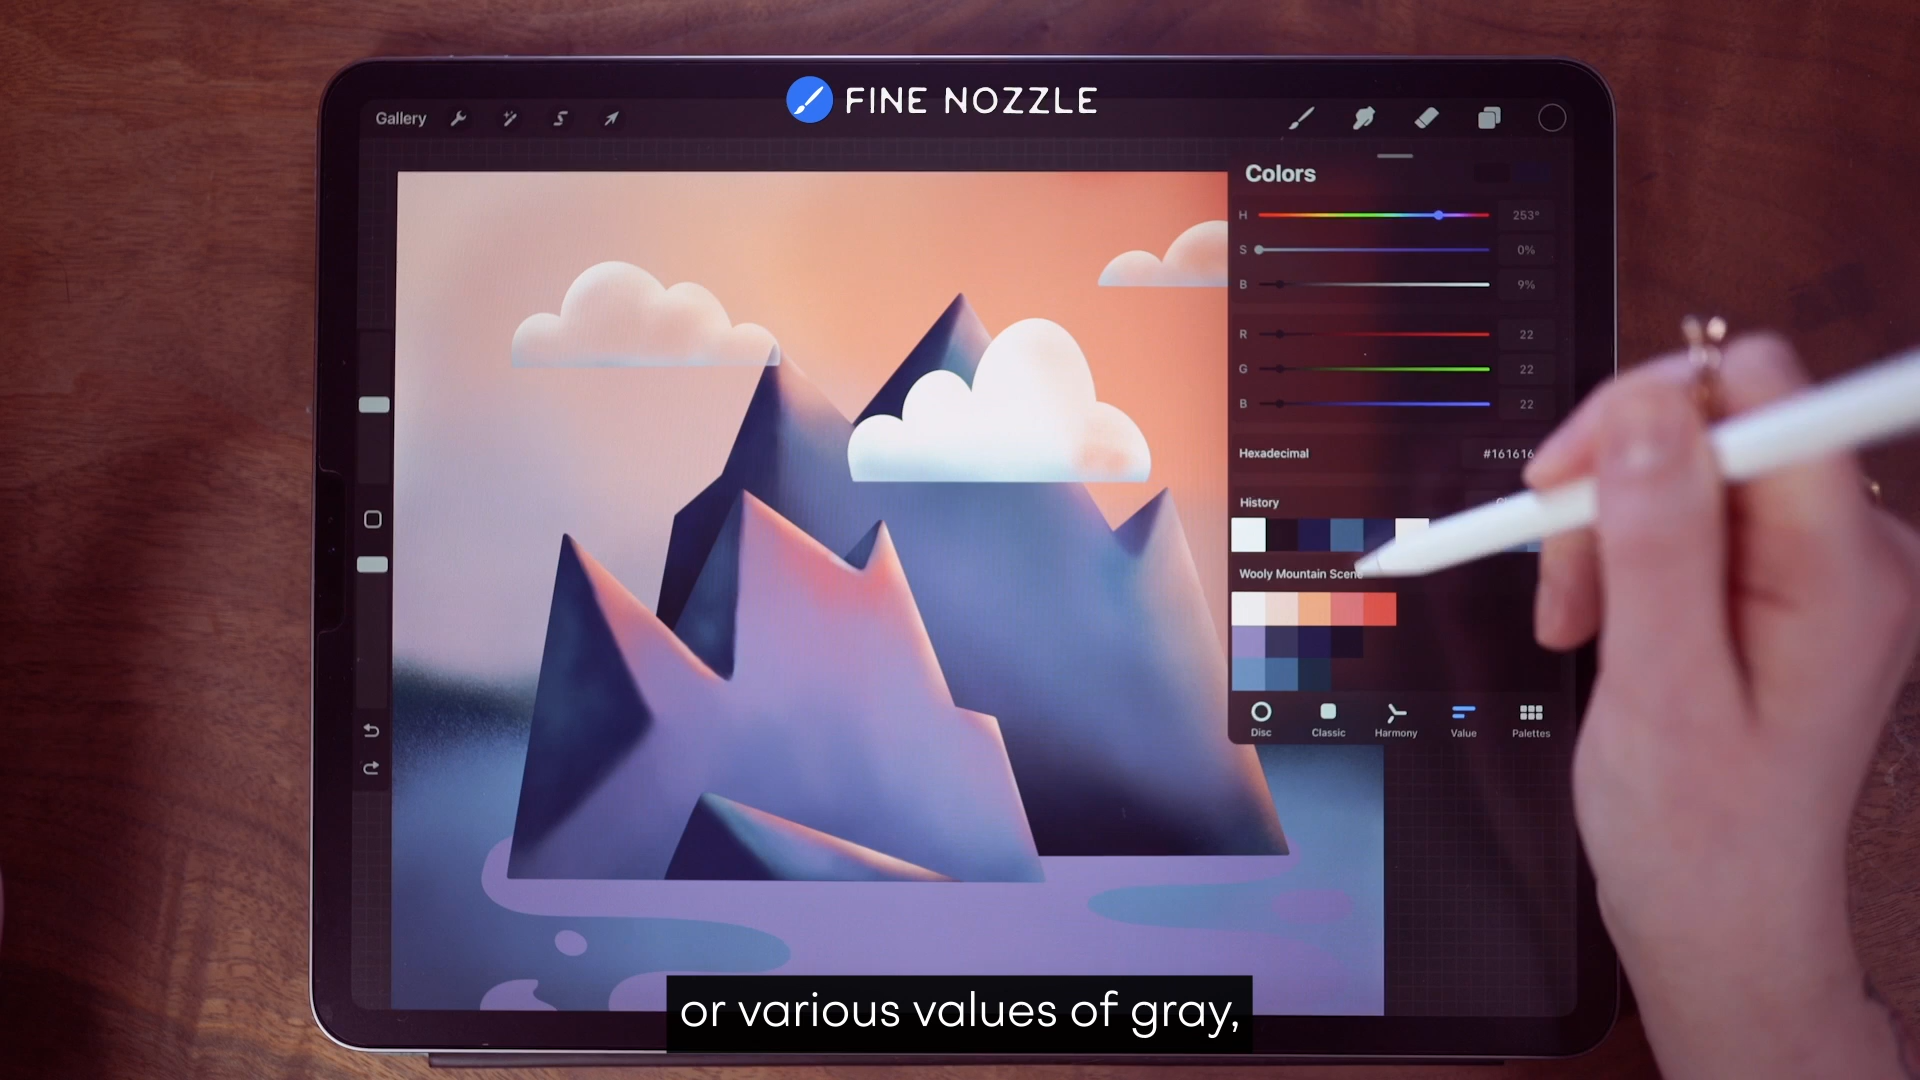 FINE NOZZLE
Gallery
Colors
H 253°
S 0%
B 9%
R 22
G 22
B 22
Hexadecimal #161616
History
Wooly Mountain Scene
Disc Classic Harmony Value Palettes
or various values of gray,